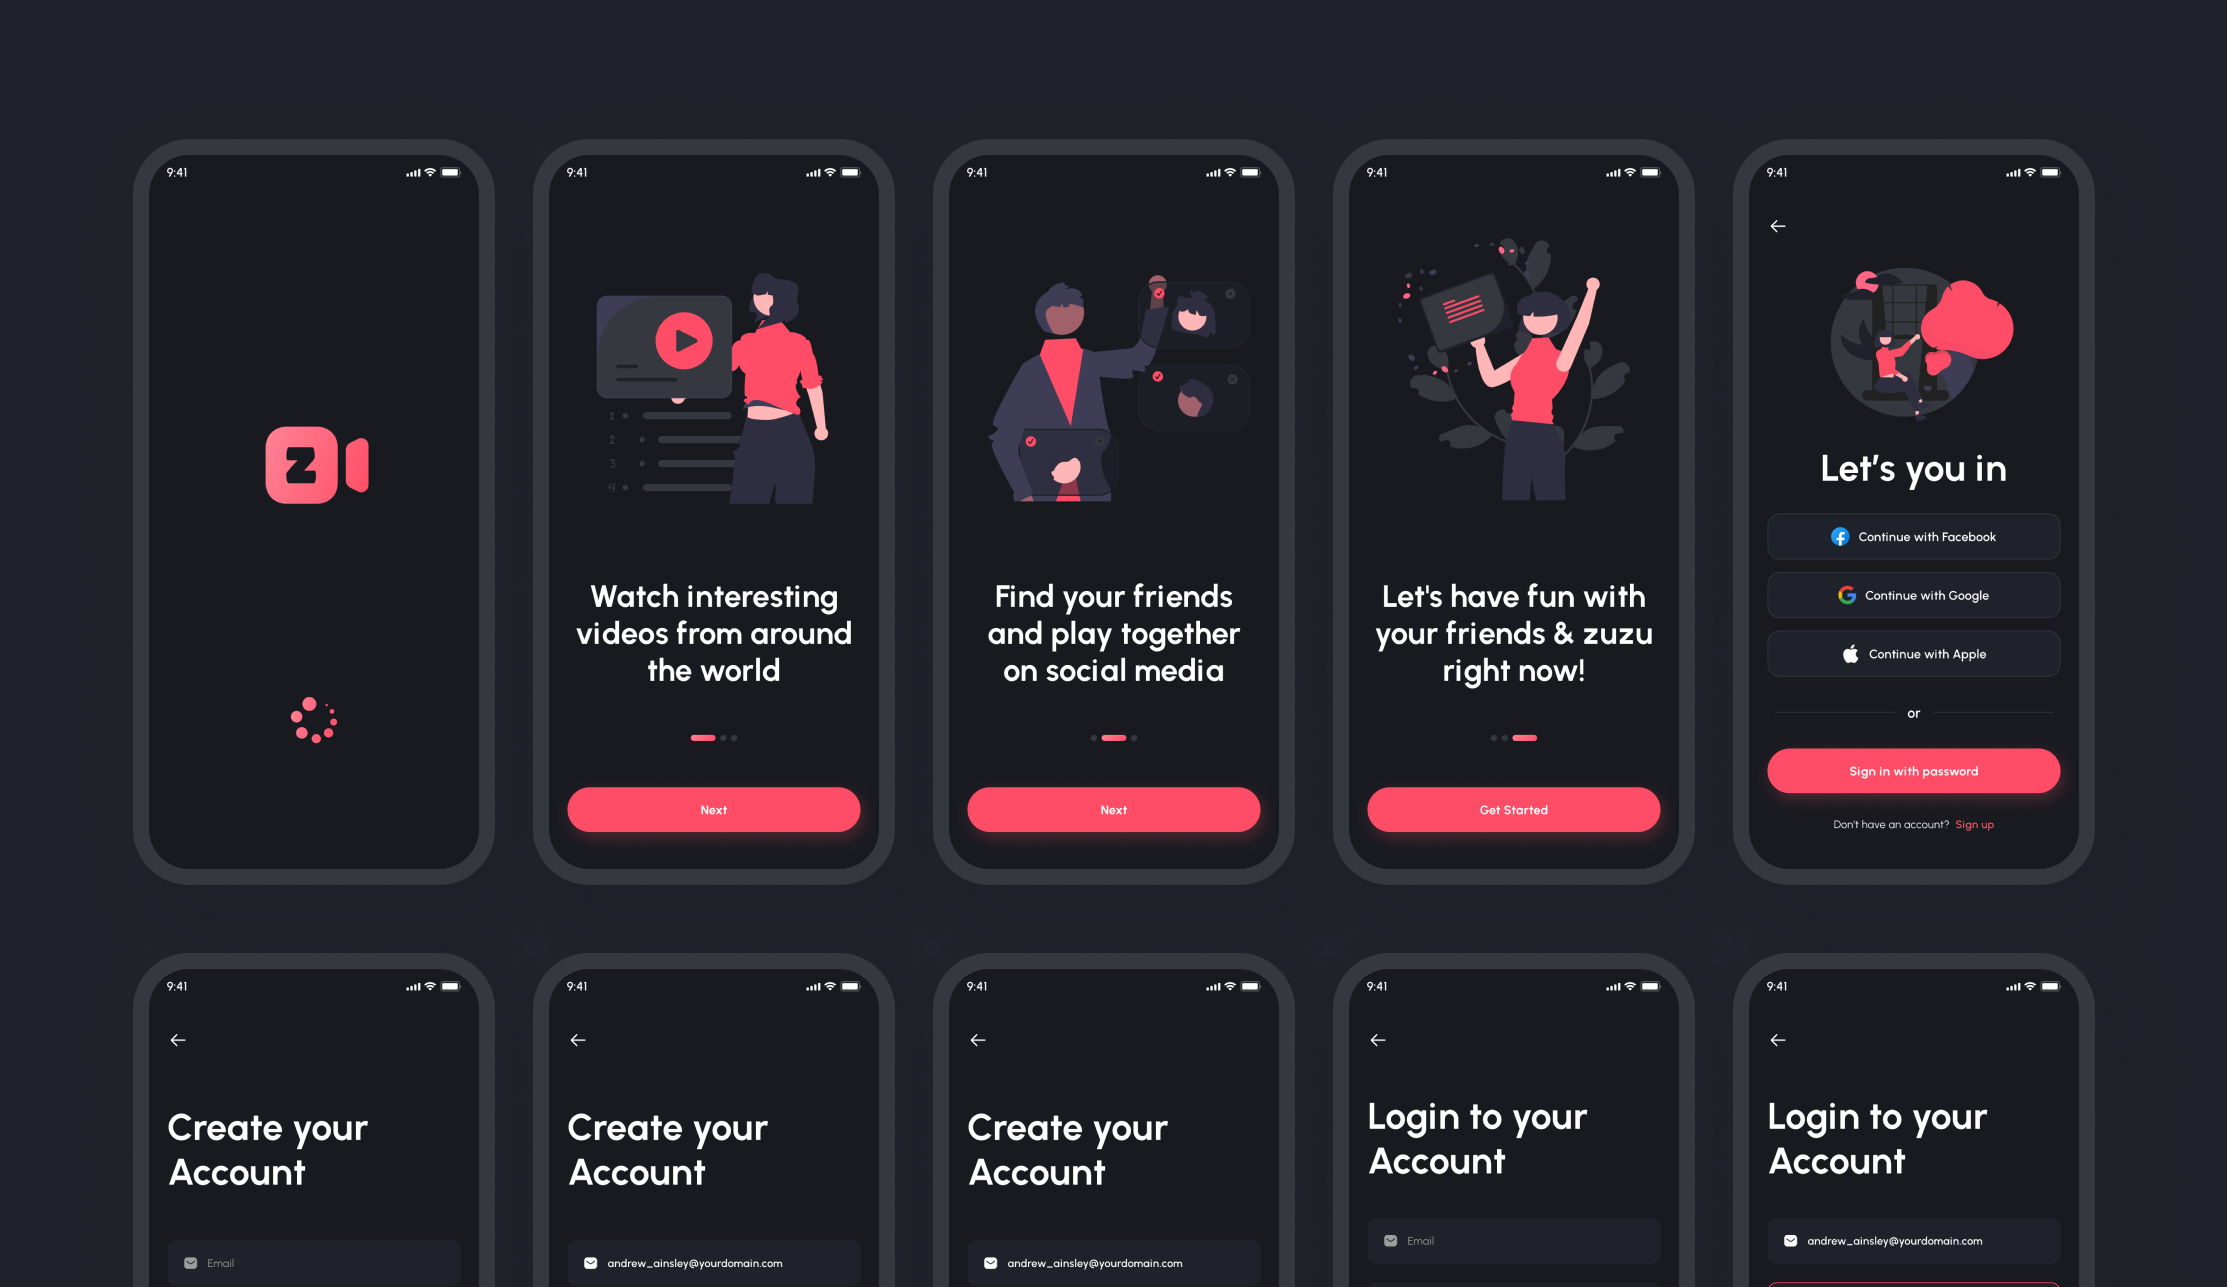 9:41
Z
9:41
1
2
3
4
Watch interesting
videos from around
the world
Next
9:41
Find your friends
and play together
on social media
Next
9:41
Let's have fun with
your friends & zuzu
right now!
Get Started
9:41
Let’s you in
Continue with Facebook
Continue with Google
Continue with Apple
or
Sign in with password
Don’t have an account? Sign up
9:41
Create your
Account
Email
9:41
Create your
Account
andrew_ainsley@yourdomain.com
9:41
Create your
Account
andrew_ainsley@yourdomain.com
9:41
Login to your
Account
Email
9:41
Login to your
Account
andrew_ainsley@yourdomain.com